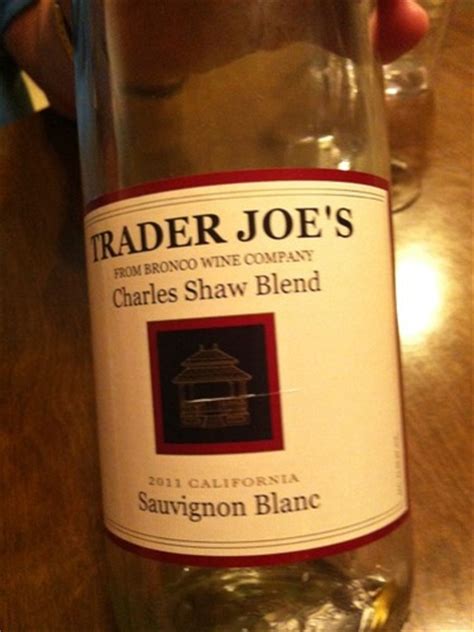 TRADER JOE'S
FROM BRONCO WINE COMPANY
Charles Shaw Blend
2011 CALIFORNIA
Sauvignon Blanc